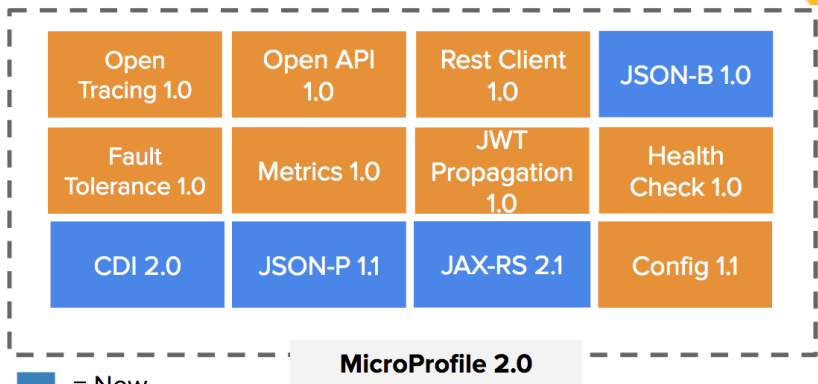 Open
Tracing 1.0
Open API
1.0
Rest Client
1.0
JSON-B 1.0
Fault
Tolerance 1.0
Metrics 1.0
JWT
Propagation
1.0
Health
Check 1.0
CDI 2.0
JSON-P 1.1
JAX-RS 2.1
Config 1.1
MicroProfile 2.0
= New